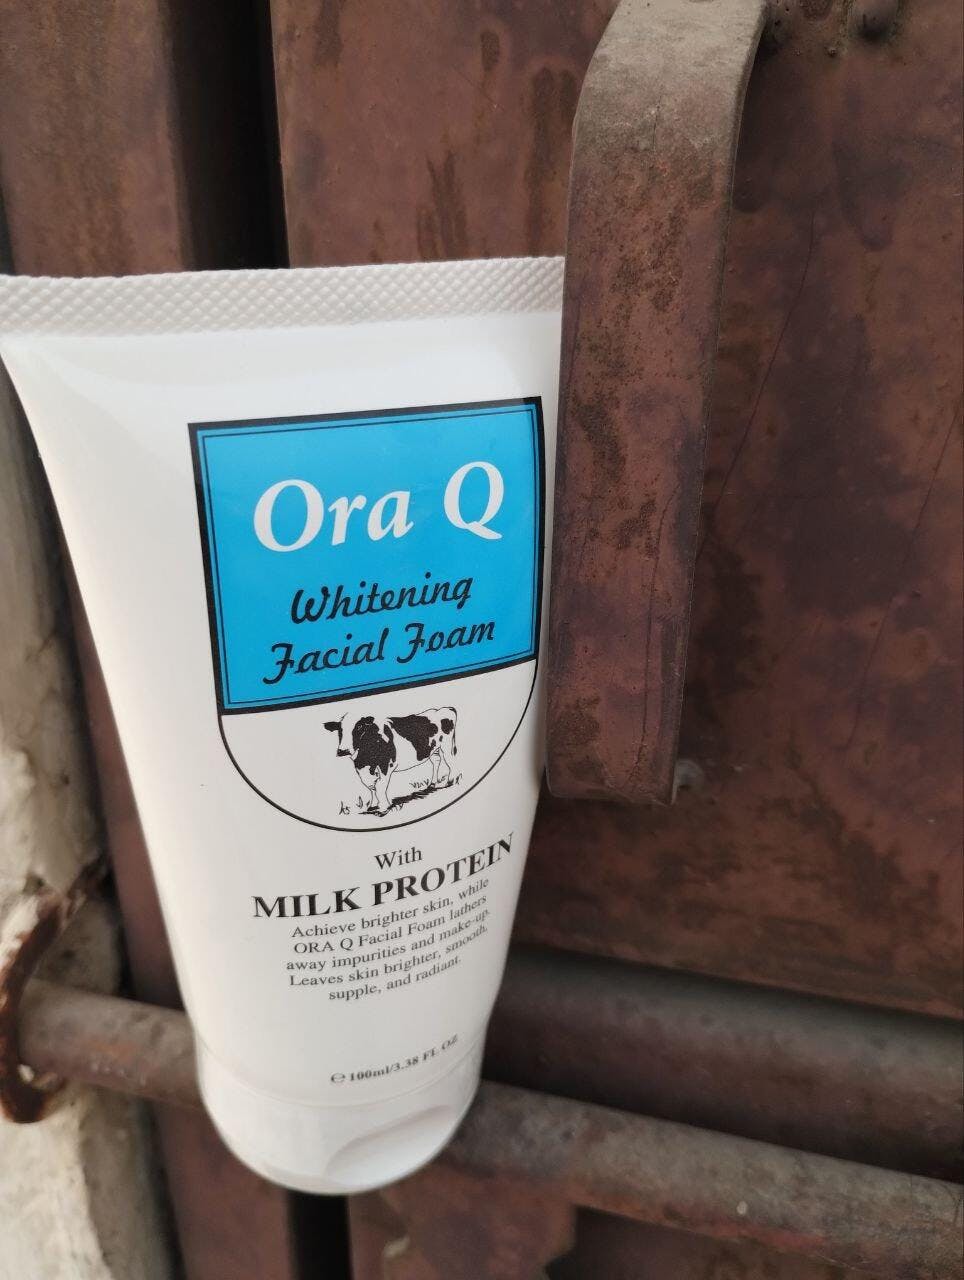 Ora Q
Whitening
Facial Foam
With
MILK PROTEIN
Achieve brighter skin, while
ORA Q Facial Foam lathers
away impurities and make-up.
Leaves skin brighter, smooth,
supple, and radiant.
℮ 100ml/3.38 FL OZ